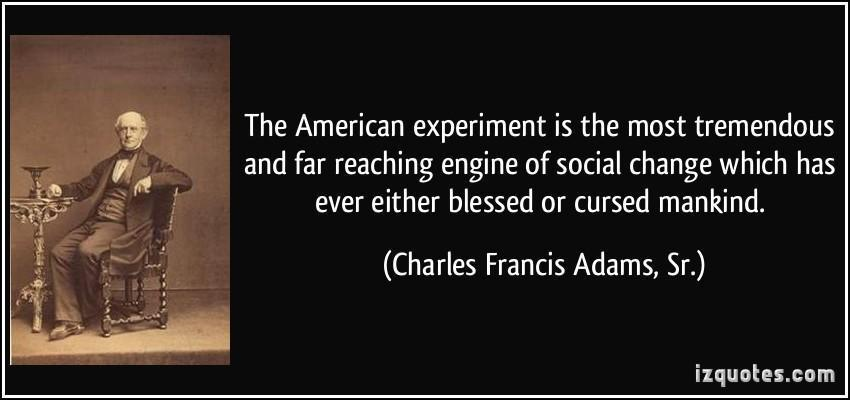 The American experiment is the most tremendous
and far reaching engine of social change which has
ever either blessed or cursed mankind.
(Charles Francis Adams, Sr.)
izquotes.com